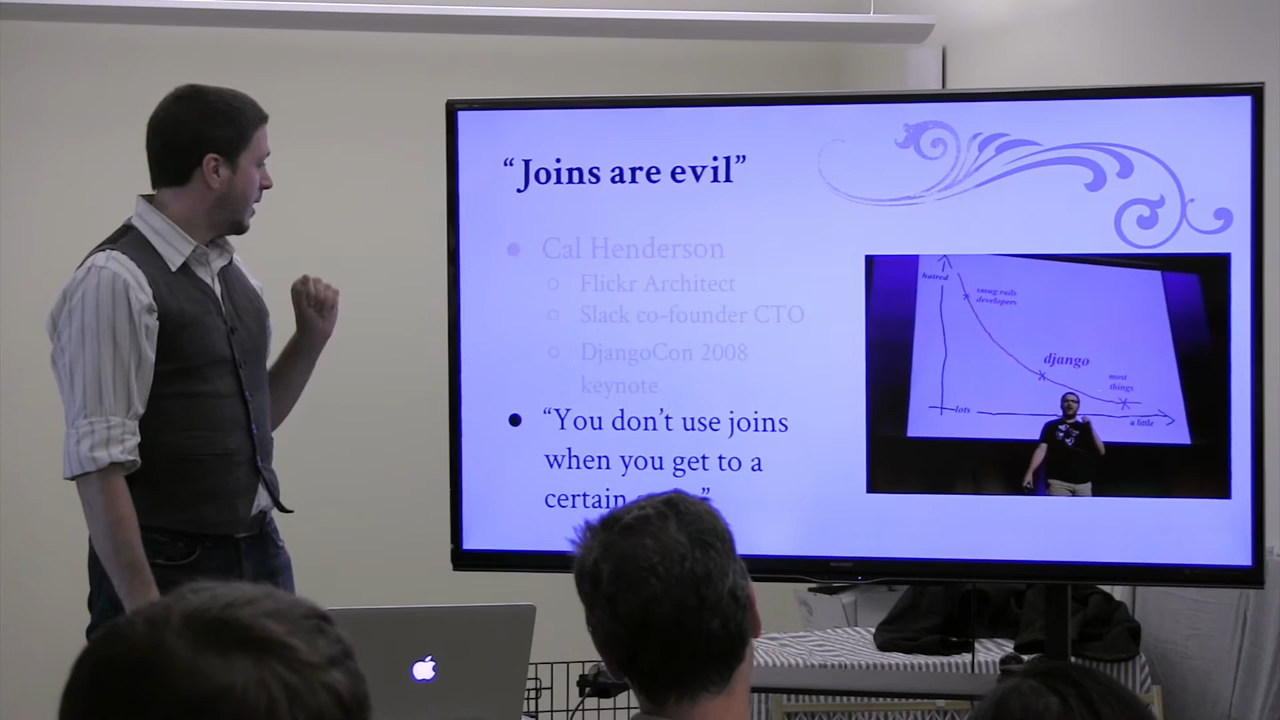 “Joins are evil”
Cal Henderson
Flickr Architect
Slack co-founder CTO
DjangoCon 2008
keynote
“You don’t use joins
when you get to a
certain ”
hatred
smug rails
developers
django
most
things
lots
a little